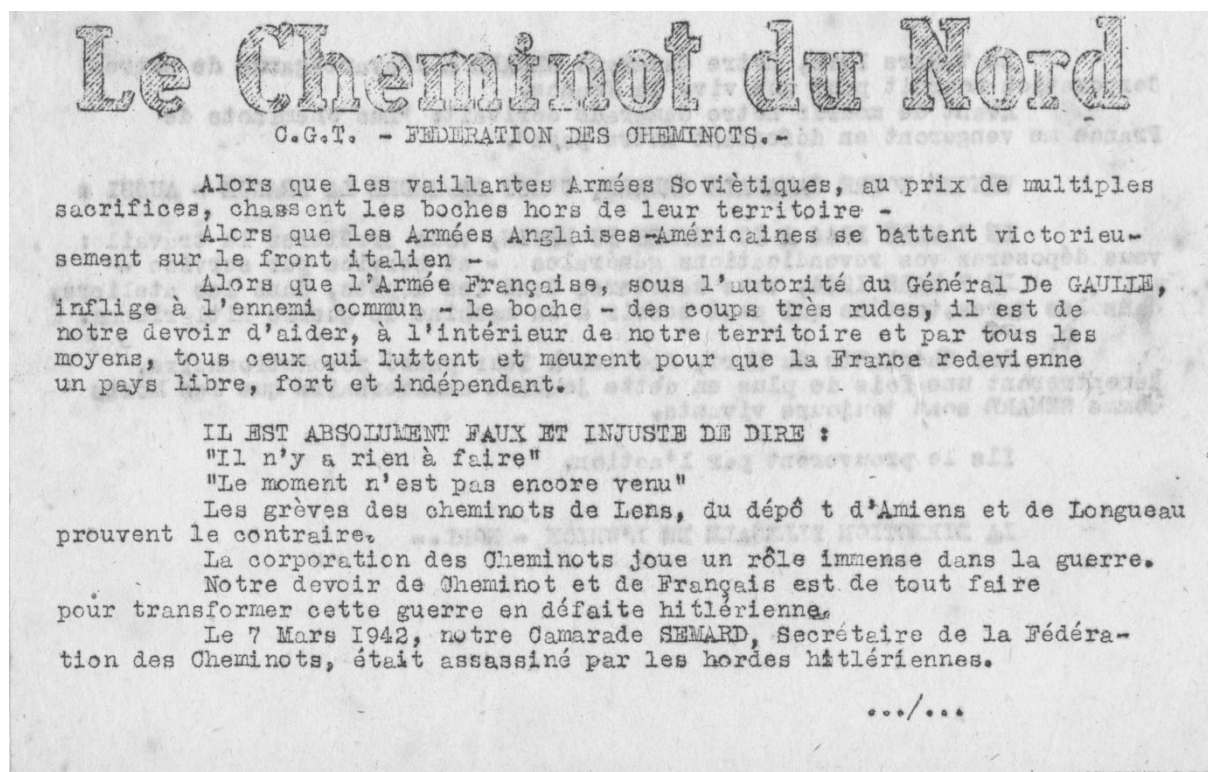 Le Cheminot du Nord
C.G.T. - FEDERATION DES CHEMINOTS.-
Alors que les vaillantes Armées Soviètiques, au prix de multiples
sacrifices, chassent les boches hors de leur territoire -
Alors que les Armées Anglaises-Américaines se battent victorieu-
sement sur le front italien -
Alors que l'Armée Française, sous l'autorité du Général De GAULLE,
inflige à l'ennemi commun - le boche - des coups très rudes, il est de
notre devoir d'aider, à l'intérieur de notre territoire et par tous les
moyens, tous ceux qui luttent et meurent pour que la France redevienne
un pays libre, fort et indépendant.
IL EST ABSOLUMENT FAUX ET INJUSTE DE DIRE :
"Il n'y a rien à faire"
"Le moment n'est pas encore venu"
Les grèves des cheminots de Lens, du dépô t d'Amiens et de Longueau
prouvent le contraire.
La corporation des Cheminots joue un rôle immense dans la guerre.
Notre devoir de Cheminot et de Français est de tout faire
pour transformer cette guerre en défaite hitlérienne.
Le 7 Mars I942, notre Camarade SEMARD, Secrétaire de la Fédéra-
tion des Cheminots, était assassiné par les hordes hitlériennes.
.../...